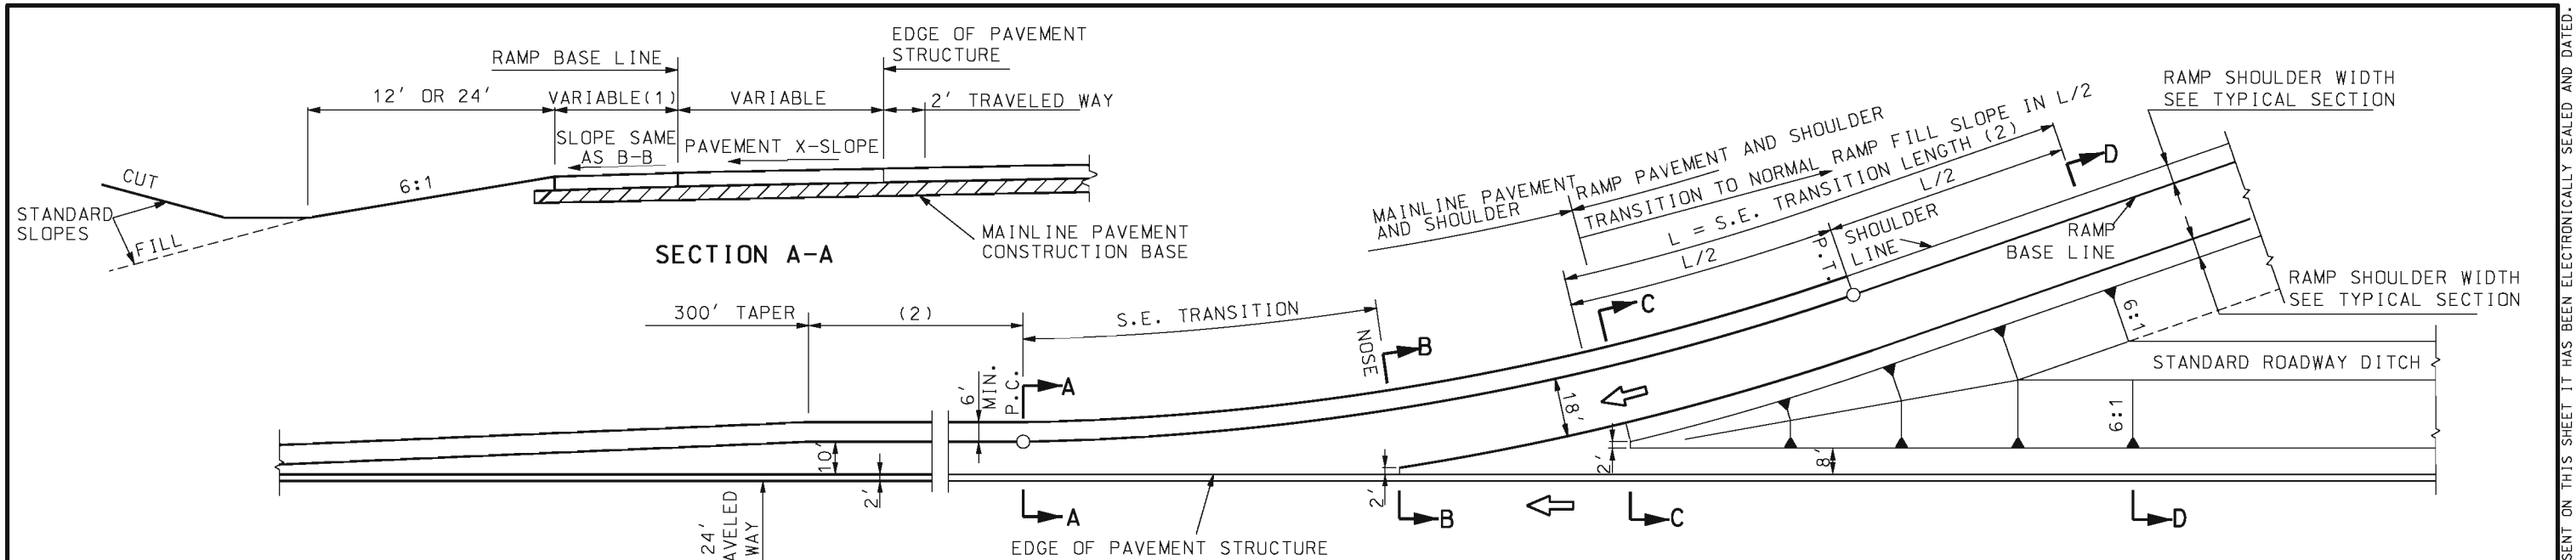 EDGE OF PAVEMENT
STRUCTURE
RAMP BASE LINE
12' OR 24'
VARIABLE(1)
VARIABLE
2' TRAVELED WAY
SLOPE SAME
AS B-B
PAVEMENT X-SLOPE
CUT
6:1
STANDARD
SLOPES
FILL
MAINLINE PAVEMENT
CONSTRUCTION BASE
SECTION A-A
RAMP SHOULDER WIDTH
SEE TYPICAL SECTION
MAINLINE PAVEMENT
AND SHOULDER
RAMP PAVEMENT AND SHOULDER
TRANSITION TO NORMAL RAMP FILL SLOPE IN L/2
L = S.E. TRANSITION LENGTH (2)
L/2
L/2
P.T.
SHOULDER
LINE
D
RAMP
BASE LINE
RAMP SHOULDER WIDTH
SEE TYPICAL SECTION
300' TAPER
(2)
S.E. TRANSITION
NOSE
B
C
6'
MIN.
P.C.
A
18'
6:1
STANDARD ROADWAY DITCH
6:1
10'
2'
2'
2'
8'
24'
AVELED
WAY
A
B
C
D
EDGE OF PAVEMENT STRUCTURE
SENT ON THIS SHEET IT HAS BEEN ELECTRONICALLY SEALED AND DATED.